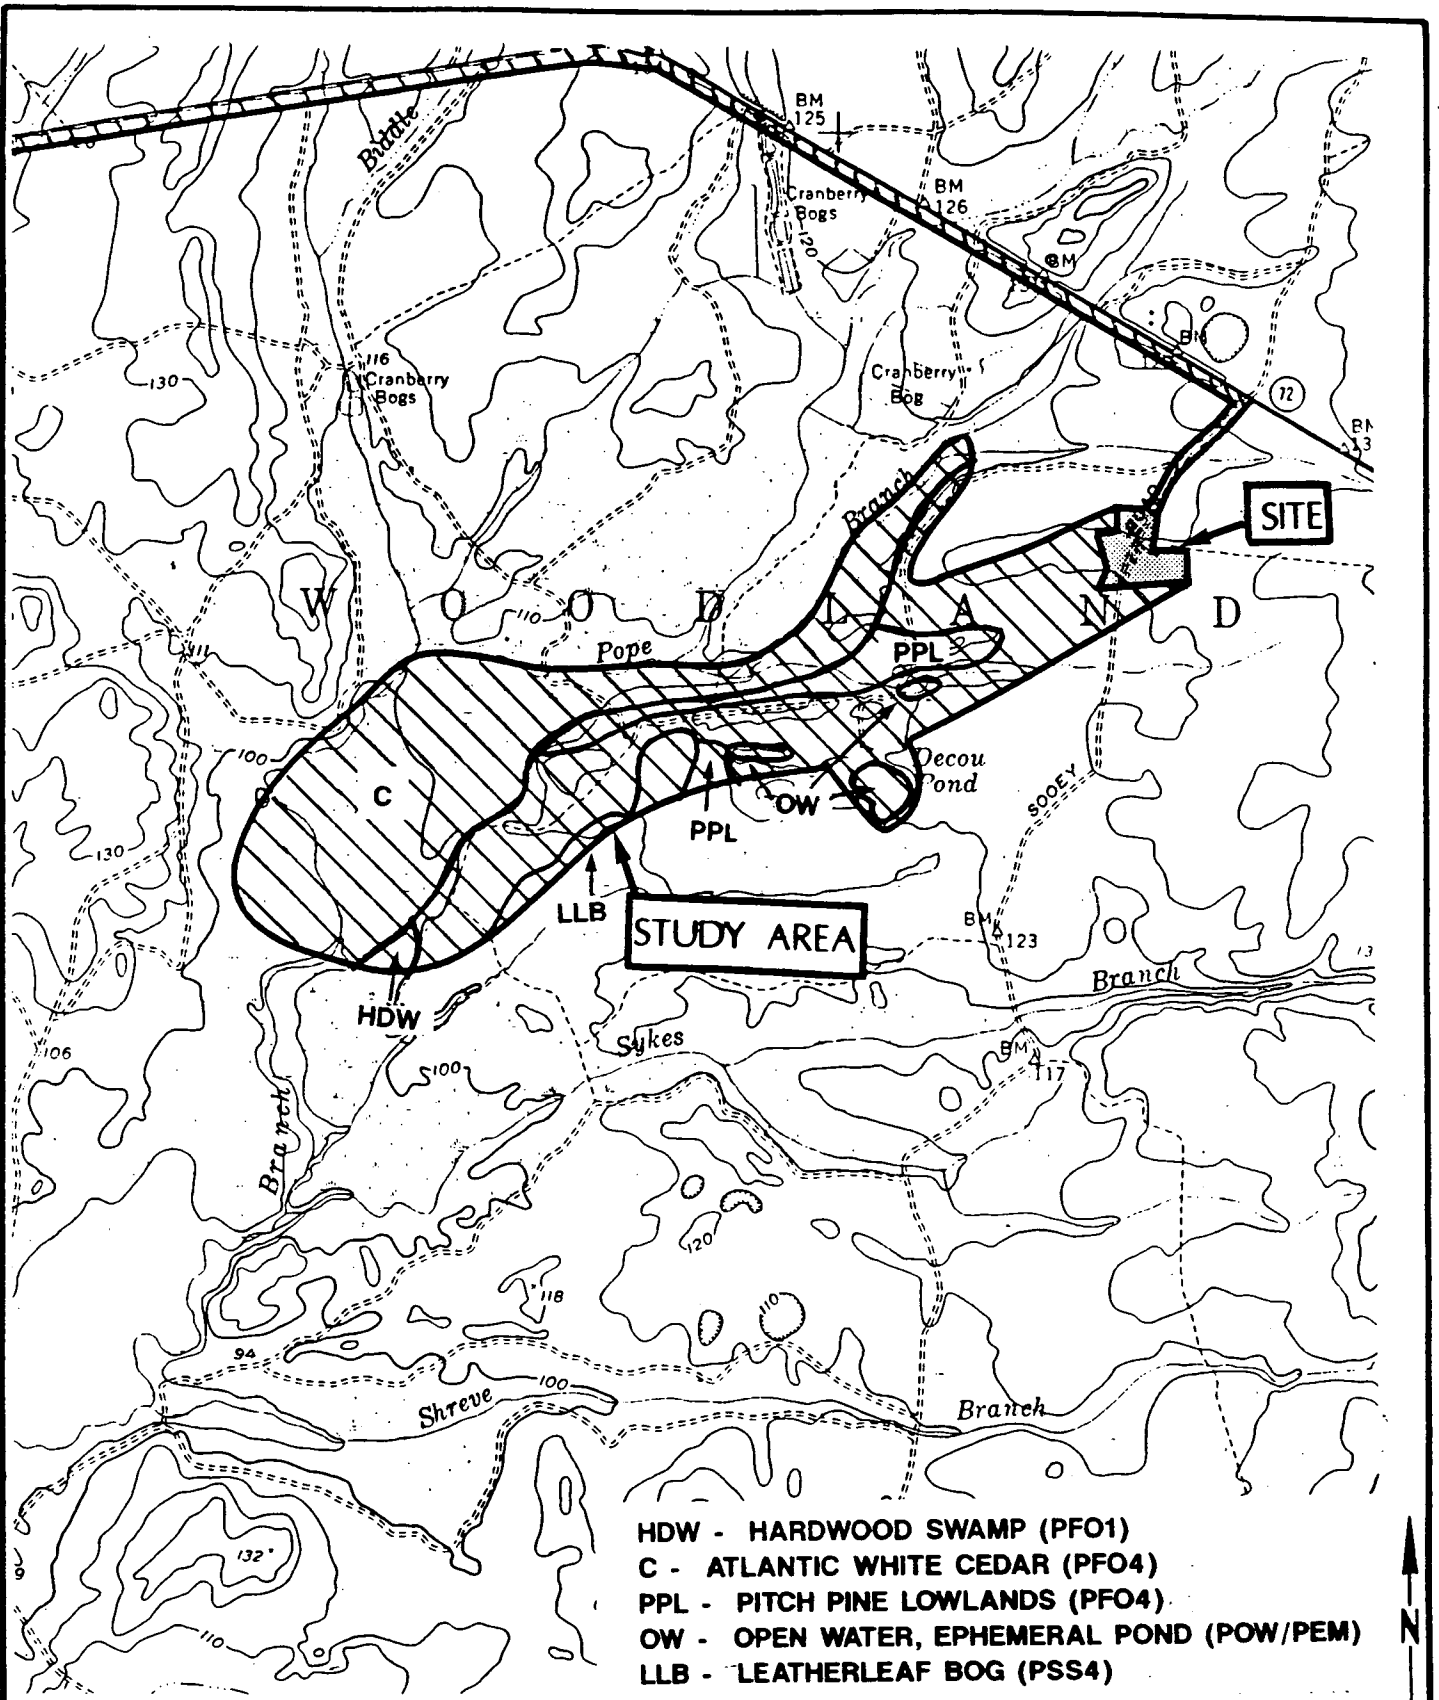 Biddle
BM
125
Cranberry
Bogs
120
BM
126
BM
BM
72
BM
13
116
Cranberry
Bogs
130
Cranberry
Bog
Branch
SITE
W O O D L A N D
110
111
Pope
PPL
100
C
Decou
Pond
OW
PPL
SOOEY
130
LLB
STUDY AREA
BM
123
HDW
Branch
13
Sykes
BM
117
106
100
Branch
120
118
110
94
100
Shreve
Branch
132
9
110
HDW - HARDWOOD SWAMP (PFO1)
C - ATLANTIC WHITE CEDAR (PFO4)
PPL - PITCH PINE LOWLANDS (PFO4)
OW - OPEN WATER, EPHEMERAL POND (POW/PEM)
LLB - LEATHERLEAF BOG (PSS4)
N